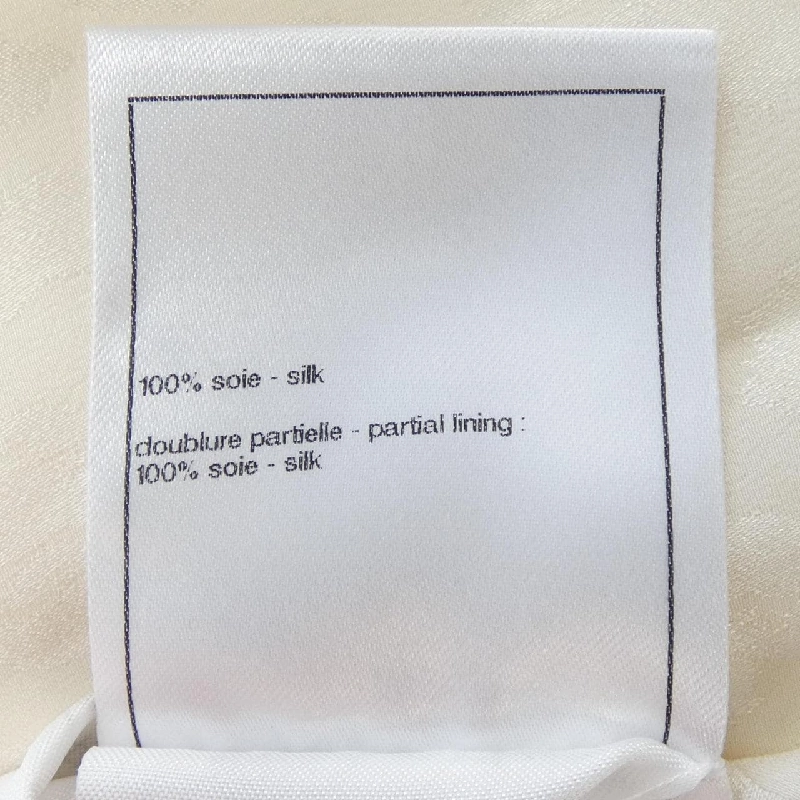 100% soie - silk
doublure partielle - partial lining :
100% soie - silk